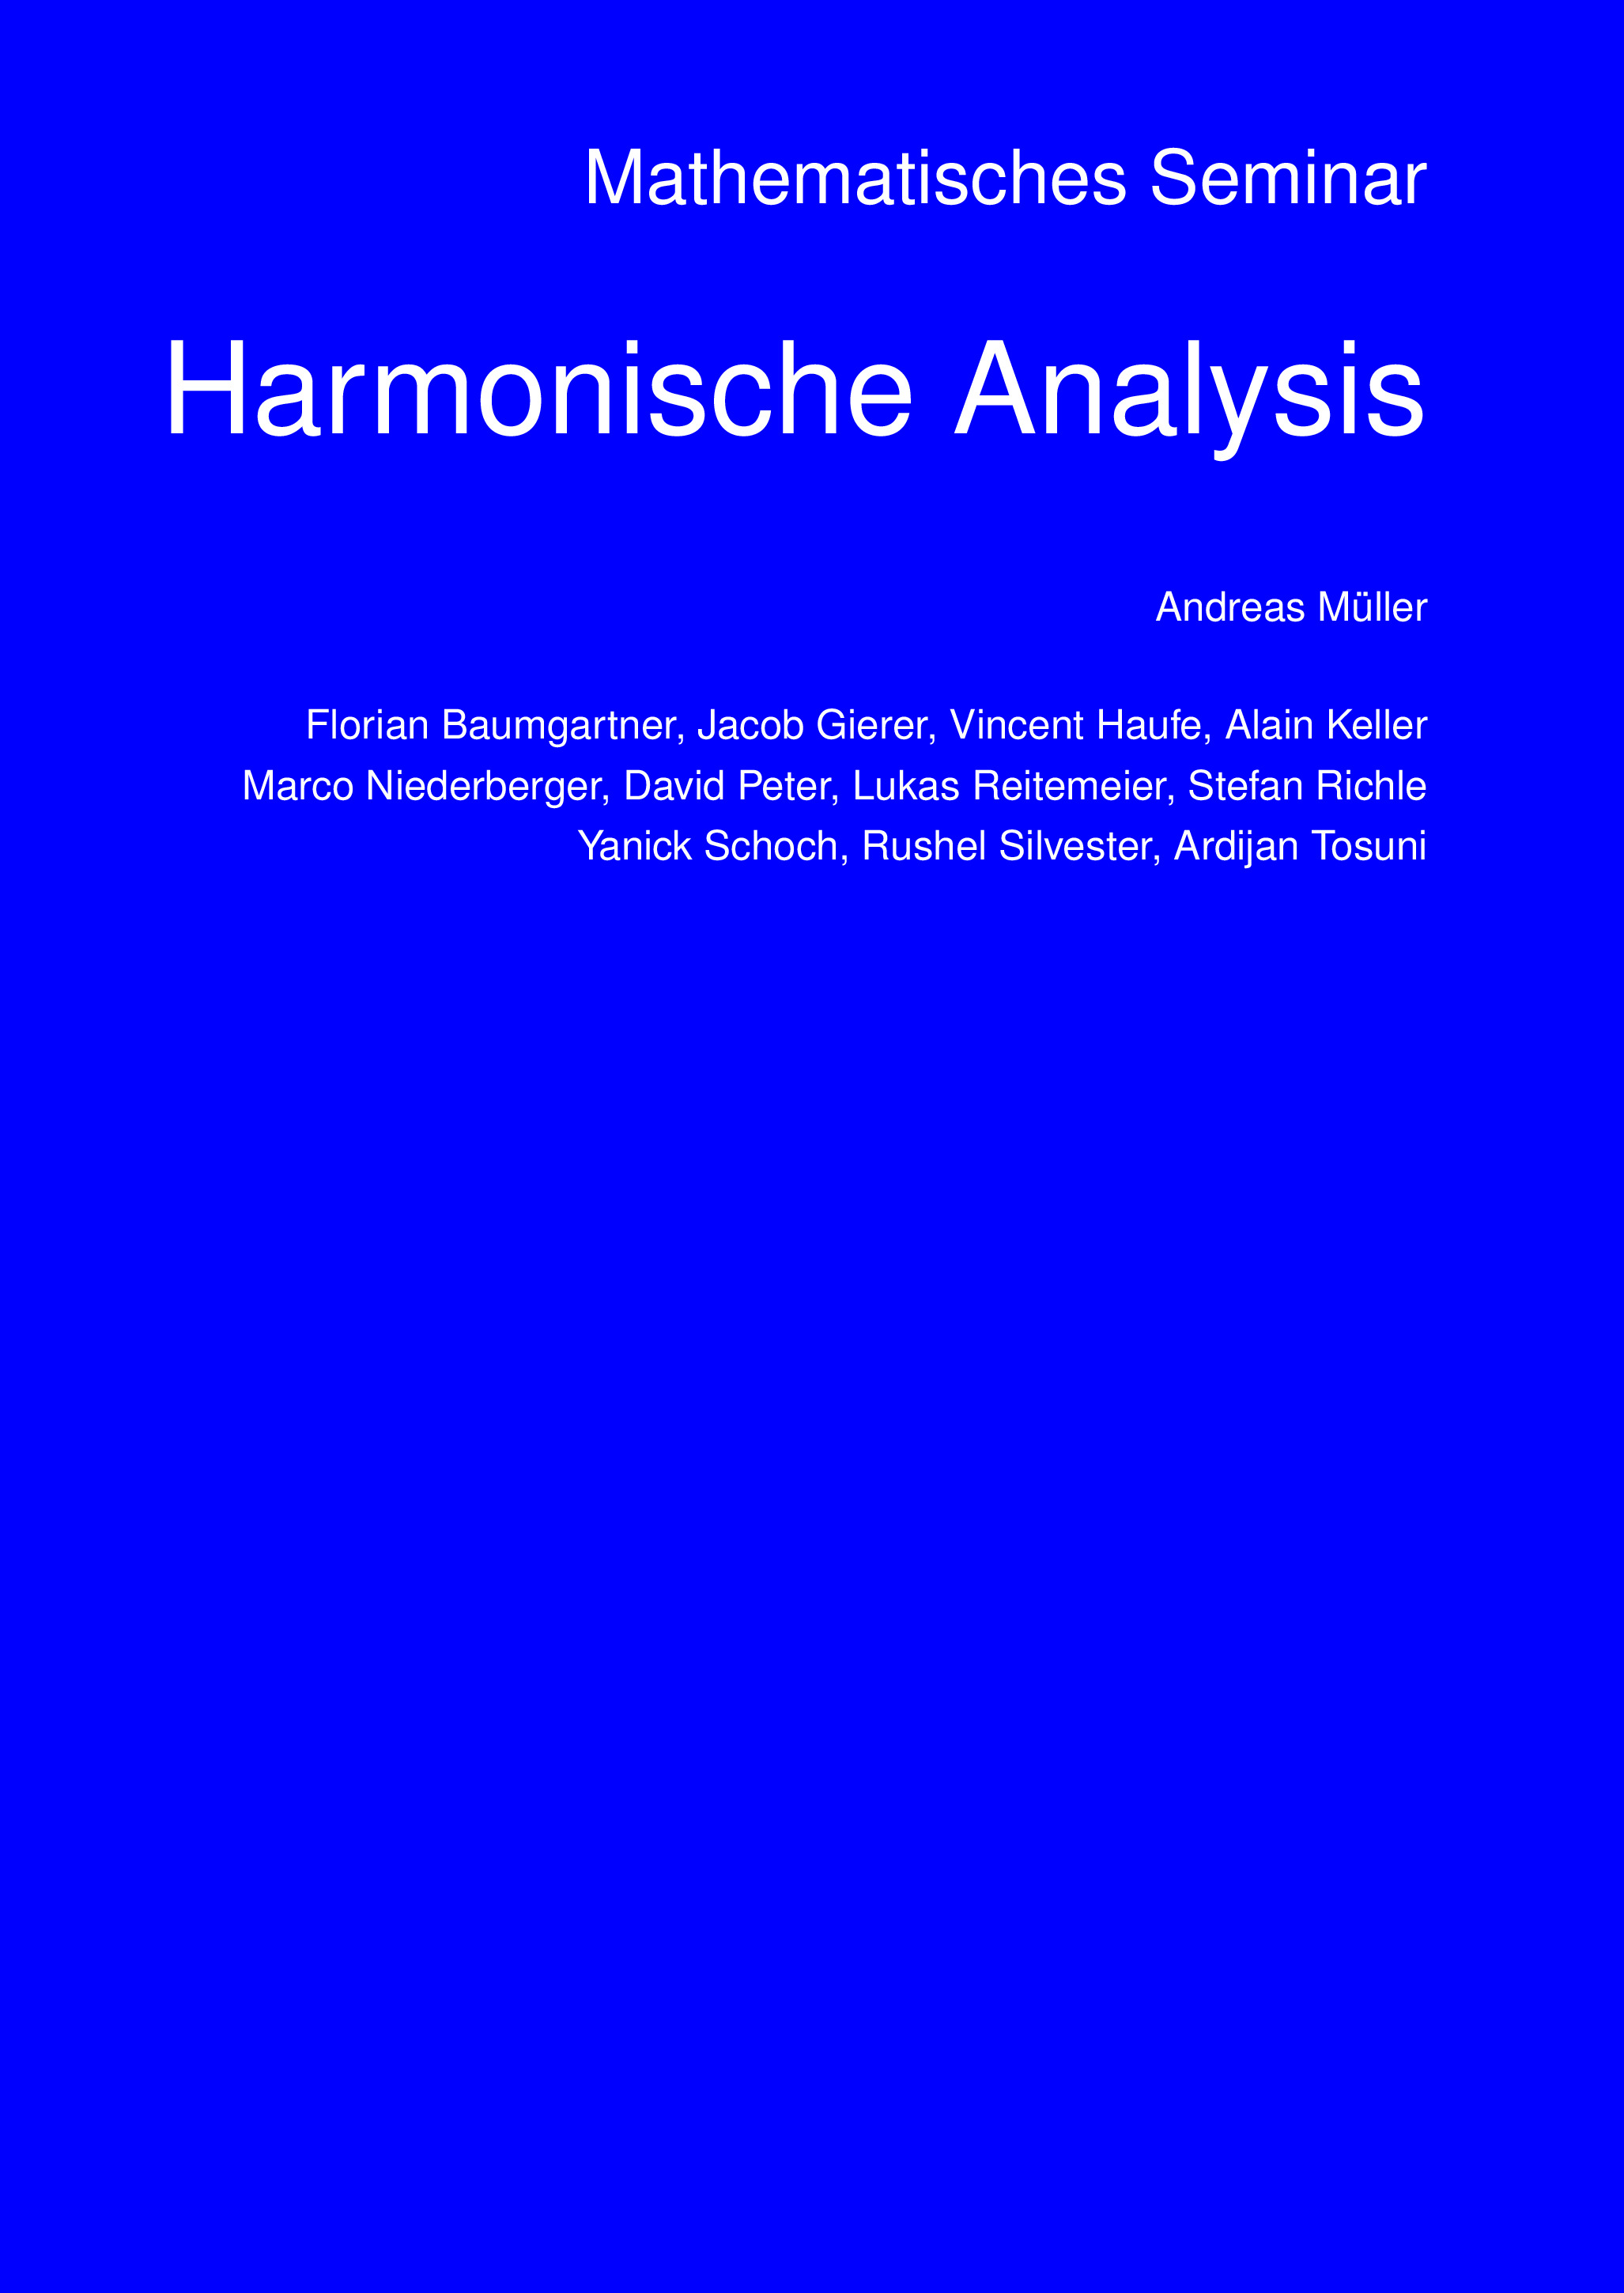 Mathematisches Seminar
Harmonische Analysis
Andreas Müller
Florian Baumgartner, Jacob Gierer, Vincent Haufe, Alain Keller
Marco Niederberger, David Peter, Lukas Reitemeier, Stefan Richle
Yanick Schoch, Rushel Silvester, Ardijan Tosuni